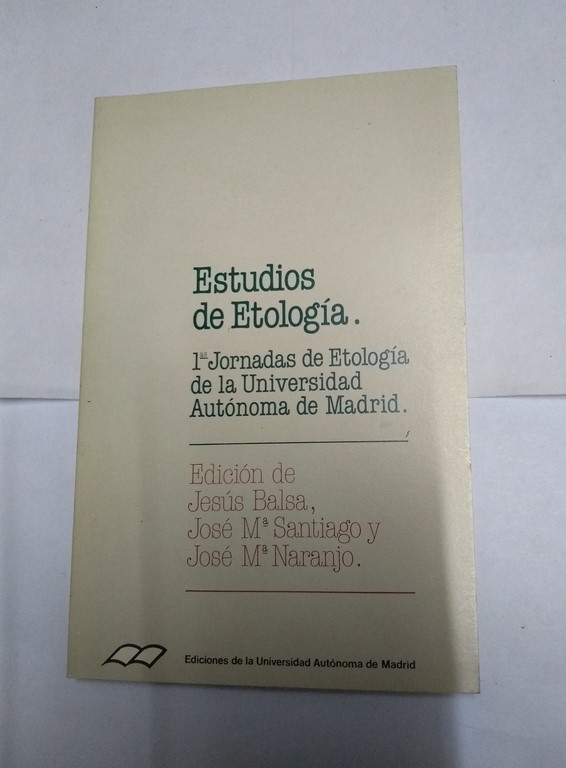 Estudios
de Etología.
1as Jornadas de Etología
de la Universidad
Autónoma de Madrid.
Edición de
Jesús Balsa,
José Mª Santiago y
José Mª Naranjo.
Ediciones de la Universidad Autónoma de Madrid